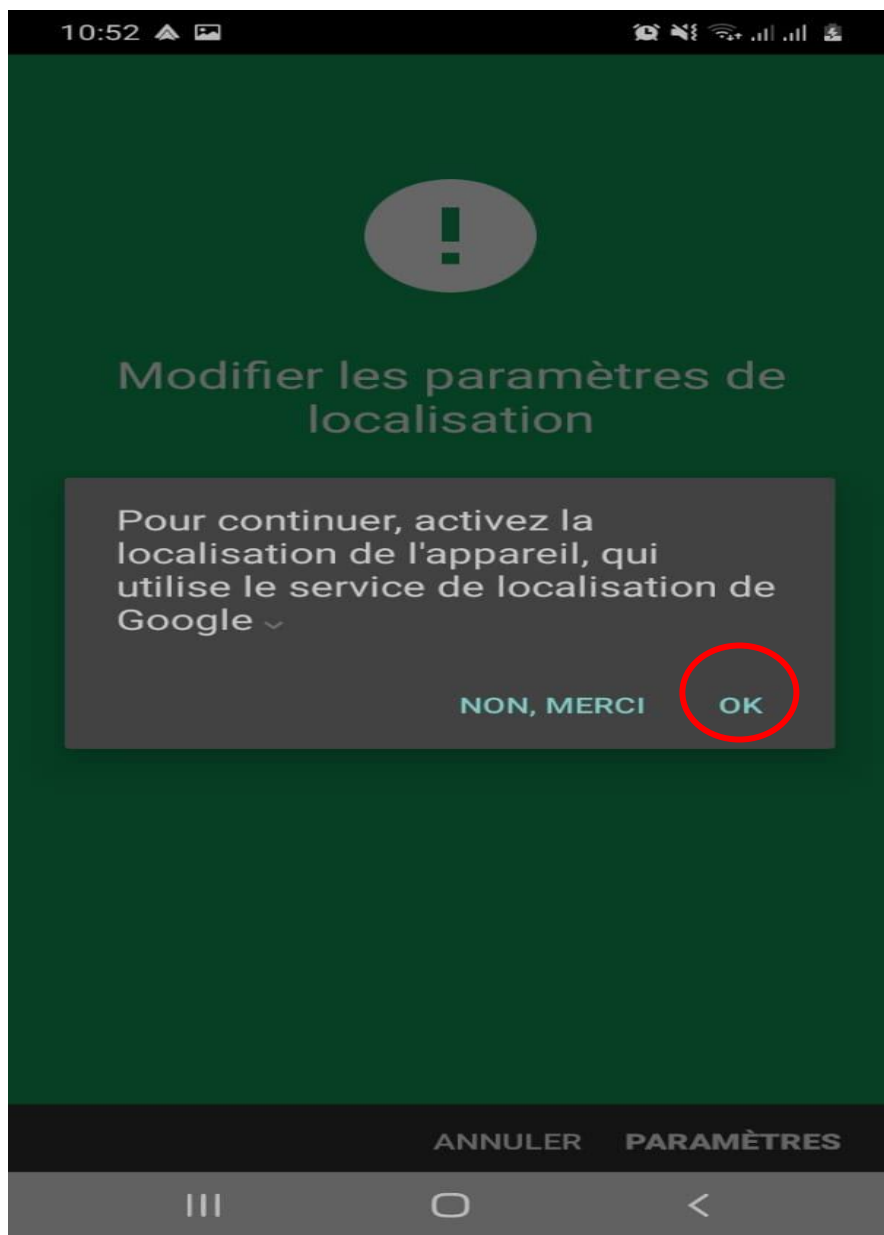 10:52
!
Modifier les paramètres de
localisation
Pour continuer, activez la
localisation de l'appareil, qui
utilise le service de localisation de
Google
NON, MERCI OK
ANNULER PARAMÈTRES